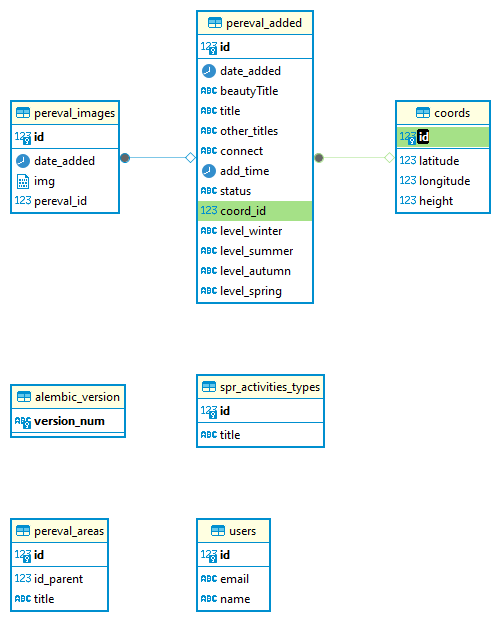 pereval_added
123 id
date_added
ABC beautyTitle
ABC title
ABC other_titles
ABC connect
add_time
ABC status
123 coord_id
ABC level_winter
ABC level_summer
ABC level_autumn
ABC level_spring
pereval_images
123 id
date_added
img
123 pereval_id
coords
123 id
123 latitude
123 longitude
123 height
alembic_version
ABC version_num
spr_activities_types
123 id
ABC title
pereval_areas
123 id
123 id_parent
ABC title
users
123 id
ABC email
ABC name